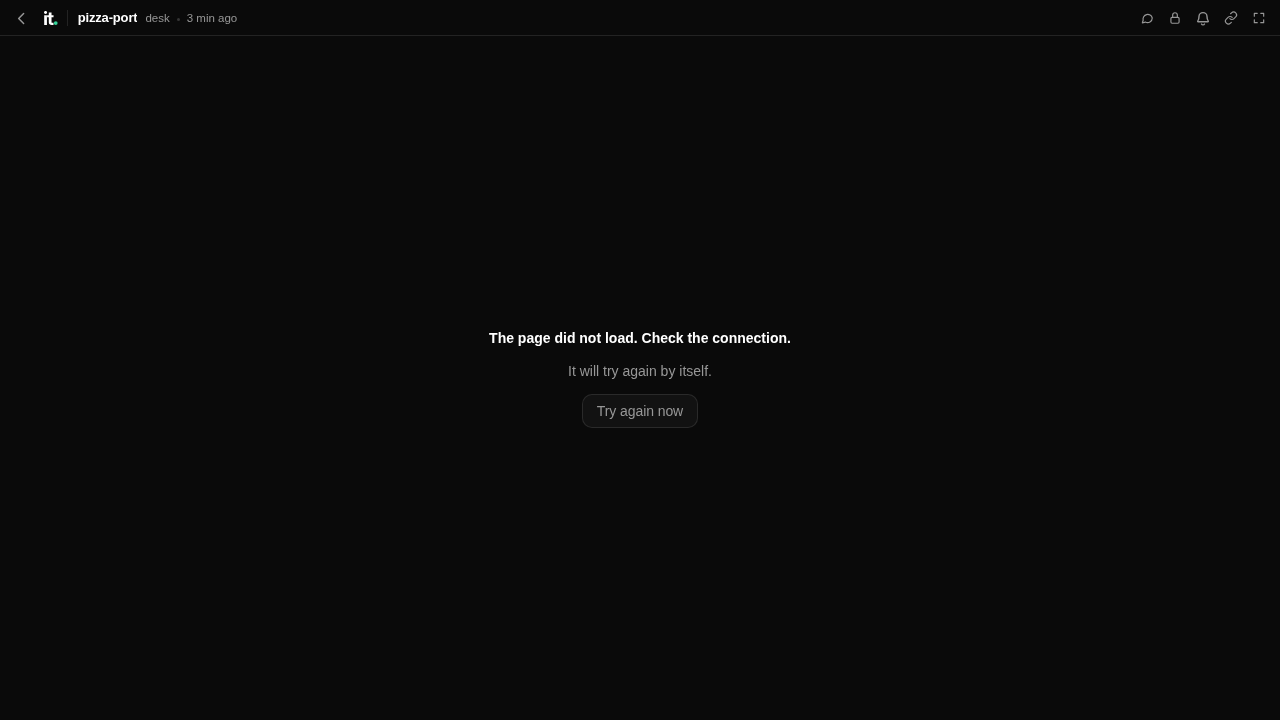 it. pizza-port desk • 3 min ago
The page did not load. Check the connection.
It will try again by itself.
Try again now